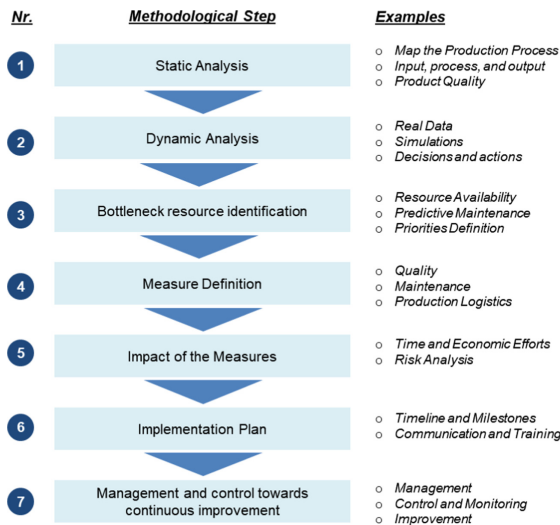 Nr. Methodological Step Examples
1 Static Analysis
o Map the Production Process
o Input, process, and output
o Product Quality
2 Dynamic Analysis
o Real Data
o Simulations
o Decisions and actions
3 Bottleneck resource identification
o Resource Availability
o Predictive Maintenance
o Priorities Definition
4 Measure Definition
o Quality
o Maintenance
o Production Logistics
5 Impact of the Measures
o Time and Economic Efforts
o Risk Analysis
6 Implementation Plan
o Timeline and Milestones
o Communication and Training
7 Management and control towards
continuous improvement
o Management
o Control and Monitoring
o Improvement